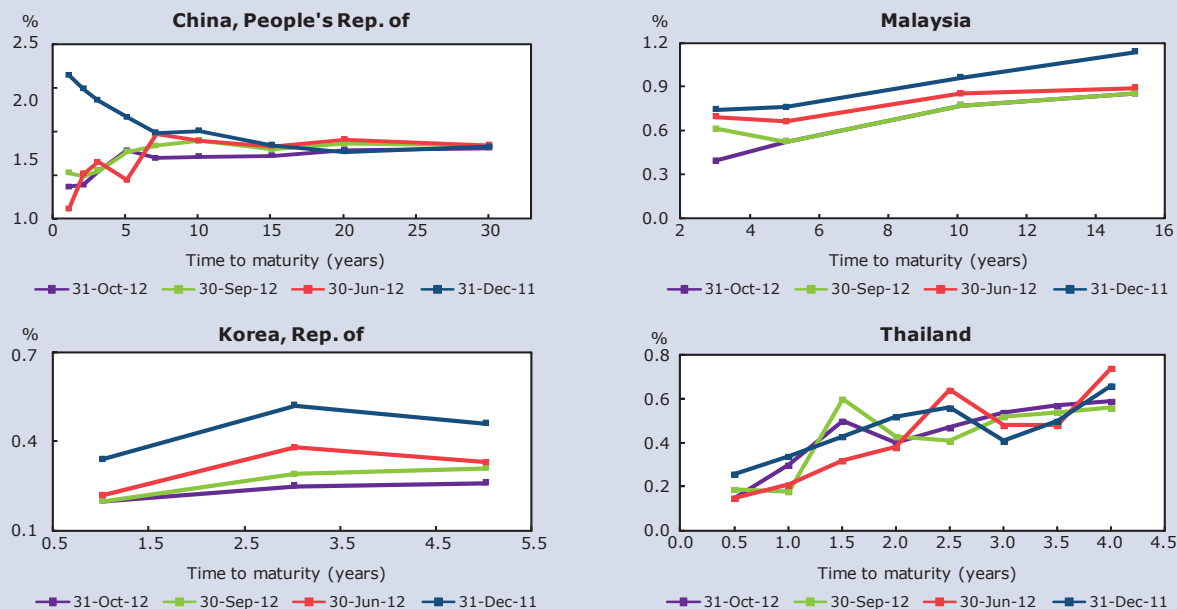 China, People's Rep. of
%
2.5
2.0
1.5
1.0
0 5 10 15 20 25 30
Time to maturity (years)
31-Oct-12 30-Sep-12 30-Jun-12 31-Dec-11
Malaysia
%
1.2
0.9
0.6
0.3
0.0
2 4 6 8 10 12 14 16
Time to maturity (years)
31-Oct-12 30-Sep-12 30-Jun-12 31-Dec-11
Korea, Rep. of
%
0.7
0.4
0.1
0.5 1.5 2.5 3.5 4.5 5.5
Time to maturity (years)
31-Oct-12 30-Sep-12 30-Jun-12 31-Dec-11
Thailand
%
0.8
0.6
0.4
0.2
0.0
0.0 0.5 1.0 1.5 2.0 2.5 3.0 3.5 4.0 4.5
Time to maturity (years)
31-Oct-12 30-Sep-12 30-Jun-12 31-Dec-11